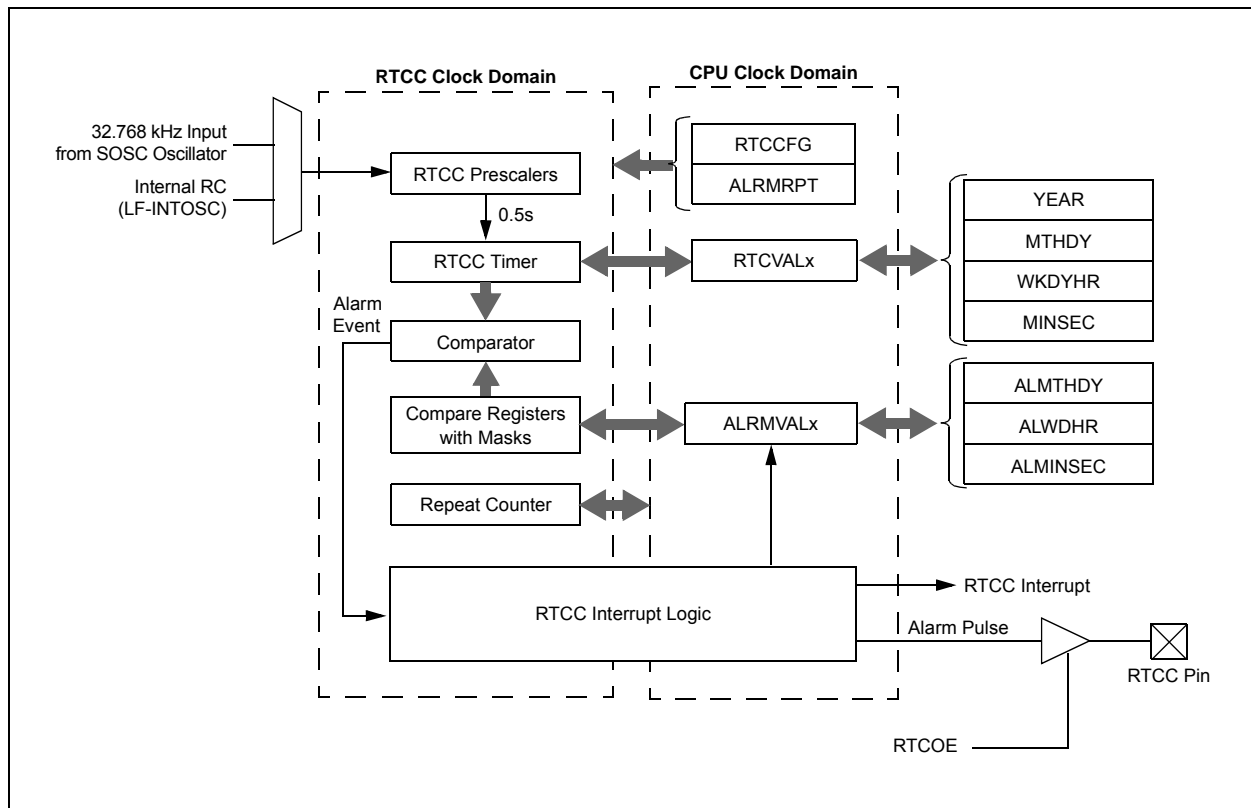 RTCC Clock Domain
CPU Clock Domain
32.768 kHz Input
from SOSC Oscillator
Internal RC
(LF-INTOSC)
RTCC Prescalers
0.5s
RTCC Timer
Alarm
Event
Comparator
Compare Registers
with Masks
Repeat Counter
RTCC Interrupt Logic
RTCCFG
ALRMRPT
RTCVALx
ALRMVALx
YEAR
MTHDY
WKDYHR
MINSEC
ALMTHDY
ALWDHR
ALMINSEC
RTCC Interrupt
Alarm Pulse
RTCC Pin
RTCOE